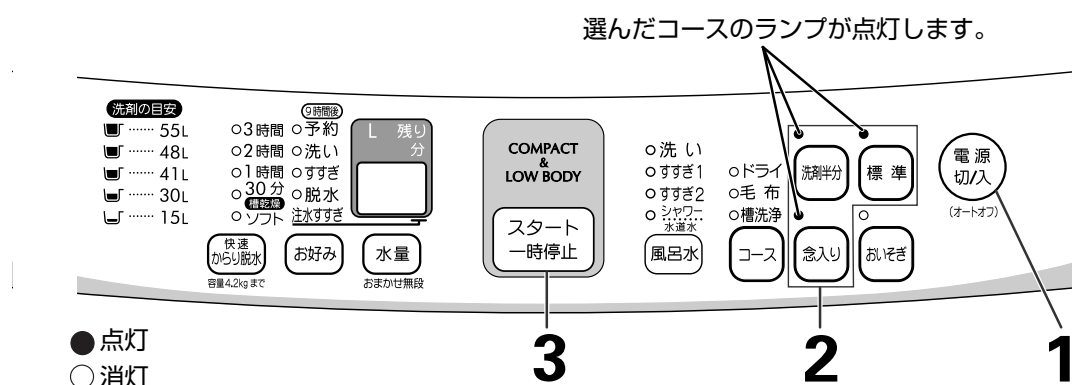 選んだコースのランプが点灯します。
洗剤の目安
55L
48L
41L
30L
15L
3時間
2時間
1時間
30分
槽乾燥
ソフト
9時間後
予約
洗い
すすぎ
脱水
注水すすぎ
L 残り
分
快速
からり脱水
容量4.2kgまで
お好み
水量
おまかせ無段
COMPACT
&
LOW BODY
スタート
一時停止
洗い
すすぎ1
すすぎ2
シャワー
水道水
風呂水
ドライ
毛布
槽洗浄
コース
洗剤半分
標準
念入り
おいそぎ
電源
切/入
(オートオフ)
3
2
1
点灯
消灯